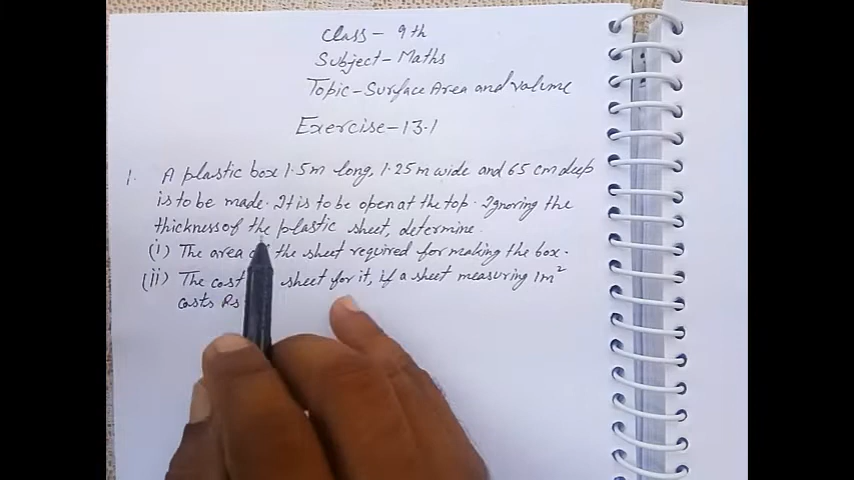 Class - 9th
Subject - Maths
Topic - Surface Area and volume
Exercise - 13.1
1. A plastic box 1.5m long, 1.25m wide and 65 cm deep
is to be made. It is to be open at the top. Ignoring the
thickness of the plastic sheet, determine.
(i) The area of the sheet required for making the box.
(ii) The cost sheet for it, if a sheet measuring 1m²
costs Rs